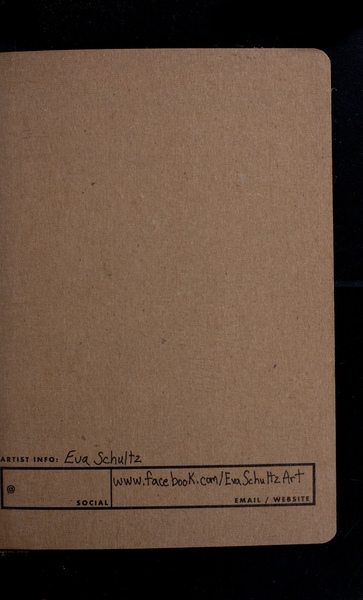 ARTIST INFO: Eva Schultz
www.facebook.com/EvaSchultzArt
@ SOCIAL EMAIL / WEBSITE